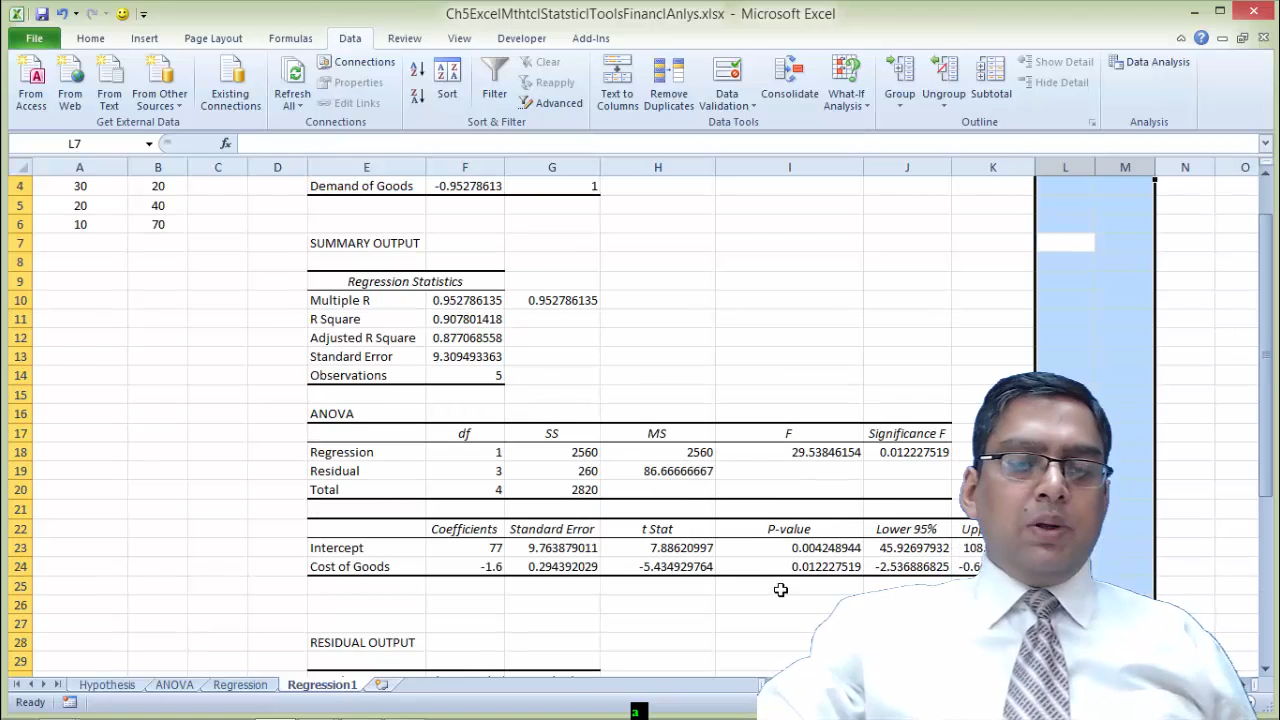 Ch5ExcelMthtclStatsticlToolsFinanclAnlys.xlsx - Microsoft Excel
File Home Insert Page Layout Formulas Data Review View Developer Add-Ins
From Access
From Web
From Text
From Other Sources
Existing Connections
Get External Data
Refresh All
Connections
Properties
Edit Links
Connections
Sort
Filter
Clear
Reapply
Advanced
Sort & Filter
Text to Columns
Remove Duplicates
Data Validation
Consolidate
What-If Analysis
Data Tools
Group
Ungroup
Subtotal
Show Detail
Hide Detail
Outline
Data Analysis
Analysis
L7 fx
A B C D E F G H I J K L M N O
4 30 20 Demand of Goods -0.95278613 1
5 20 40
6 10 70
7 SUMMARY OUTPUT
8
9 Regression Statistics
10 Multiple R 0.952786135 0.952786135
11 R Square 0.907801418
12 Adjusted R Square 0.877068558
13 Standard Error 9.309493363
14 Observations 5
15
16 ANOVA
17 df SS MS F Significance F
18 Regression 1 2560 2560 29.53846154 0.012227519
19 Residual 3 260 86.66666667
20 Total 4 2820
21
22 Coefficients Standard Error t Stat P-value Lower 95%
23 Intercept 77 9.763879011 7.88620997 0.004248944 45.92697932
24 Cost of Goods -1.6 0.294392029 -5.434929764 0.012227519 -2.536886825
25
26
27
28 RESIDUAL OUTPUT
29
Hypothesis ANOVA Regression Regression1
Ready
a